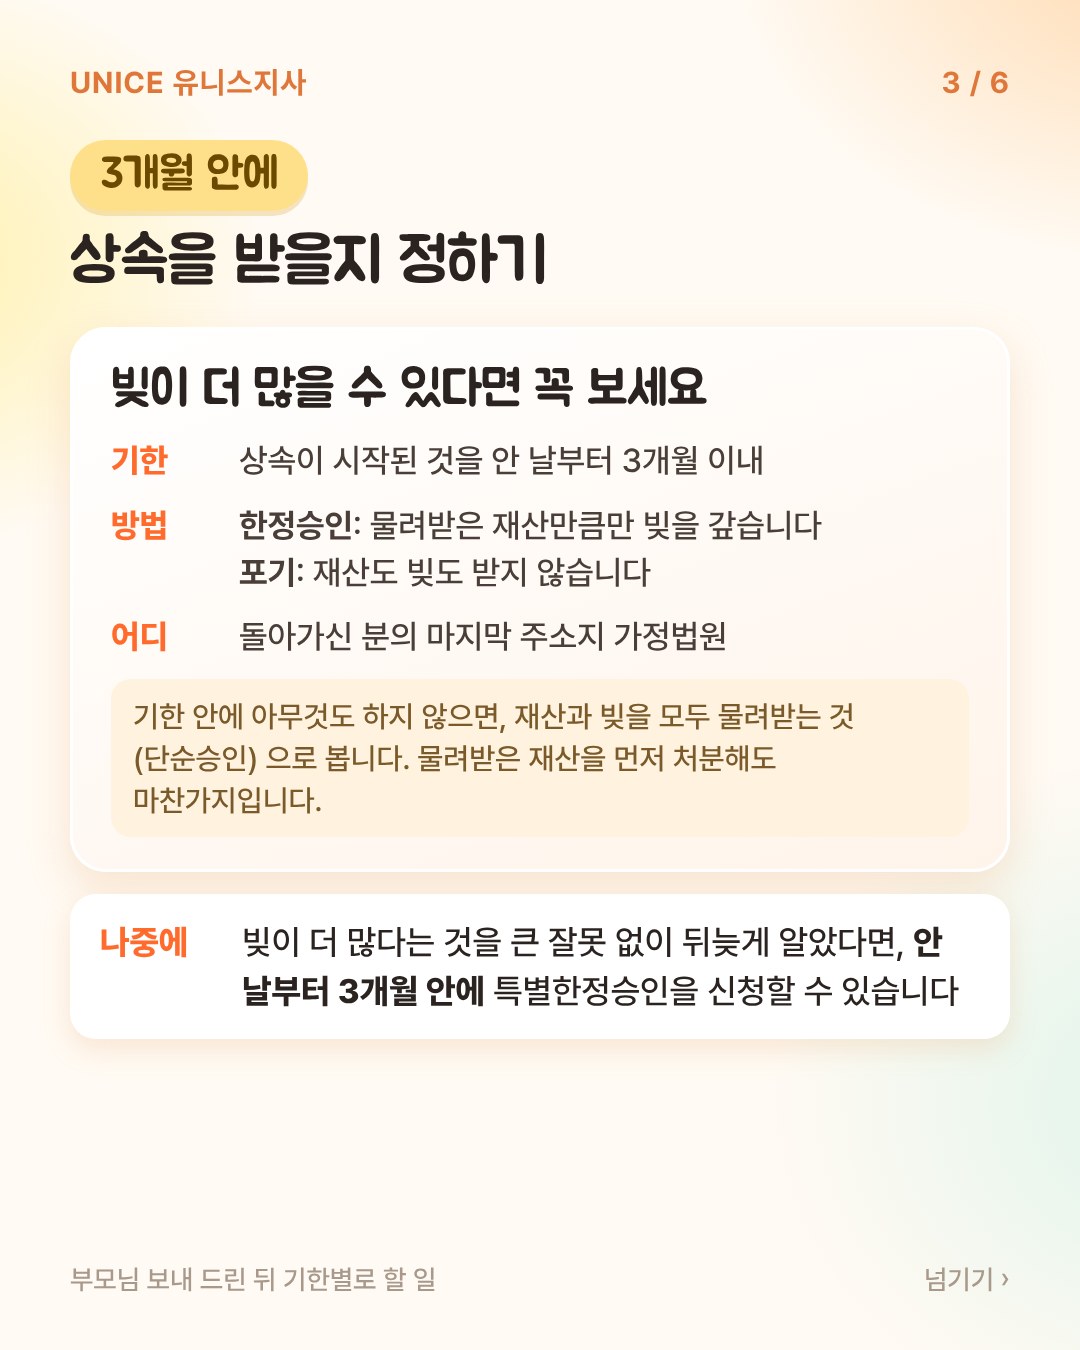 UNICE 유니스지사
3 / 6
3개월 안에
상속을 받을지 정하기
빚이 더 많을 수 있다면 꼭 보세요
기한 상속이 시작된 것을 안 날부터 3개월 이내
방법 한정승인: 물려받은 재산만큼만 빚을 갚습니다
포기: 재산도 빚도 받지 않습니다
어디 돌아가신 분의 마지막 주소지 가정법원
기한 안에 아무것도 하지 않으면, 재산과 빚을 모두 물려받는 것
(단순승인) 으로 봅니다. 물려받은 재산을 먼저 처분해도
마찬가지입니다.
나중에 빚이 더 많다는 것을 큰 잘못 없이 뒤늦게 알았다면, 안
날부터 3개월 안에 특별한정승인을 신청할 수 있습니다
부모님 보내 드린 뒤 기한별로 할 일
넘기기 ›